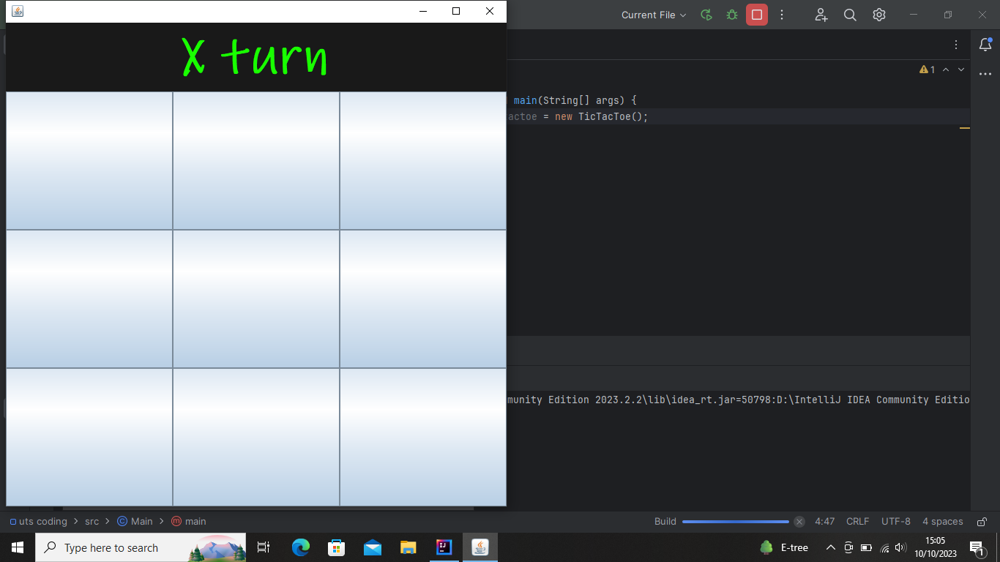 Current File
X turn
1
main(String[] args) {
actoe = new TicTacToe();
munity Edition 2023.2.2\lib\idea_rt.jar=50798:D:\IntelliJ IDEA Community Editio
uts coding > src > Main > main
Build
4:47 CRLF UTF-8 4 spaces
Type here to search
E-tree
15:05
10/10/2023
1